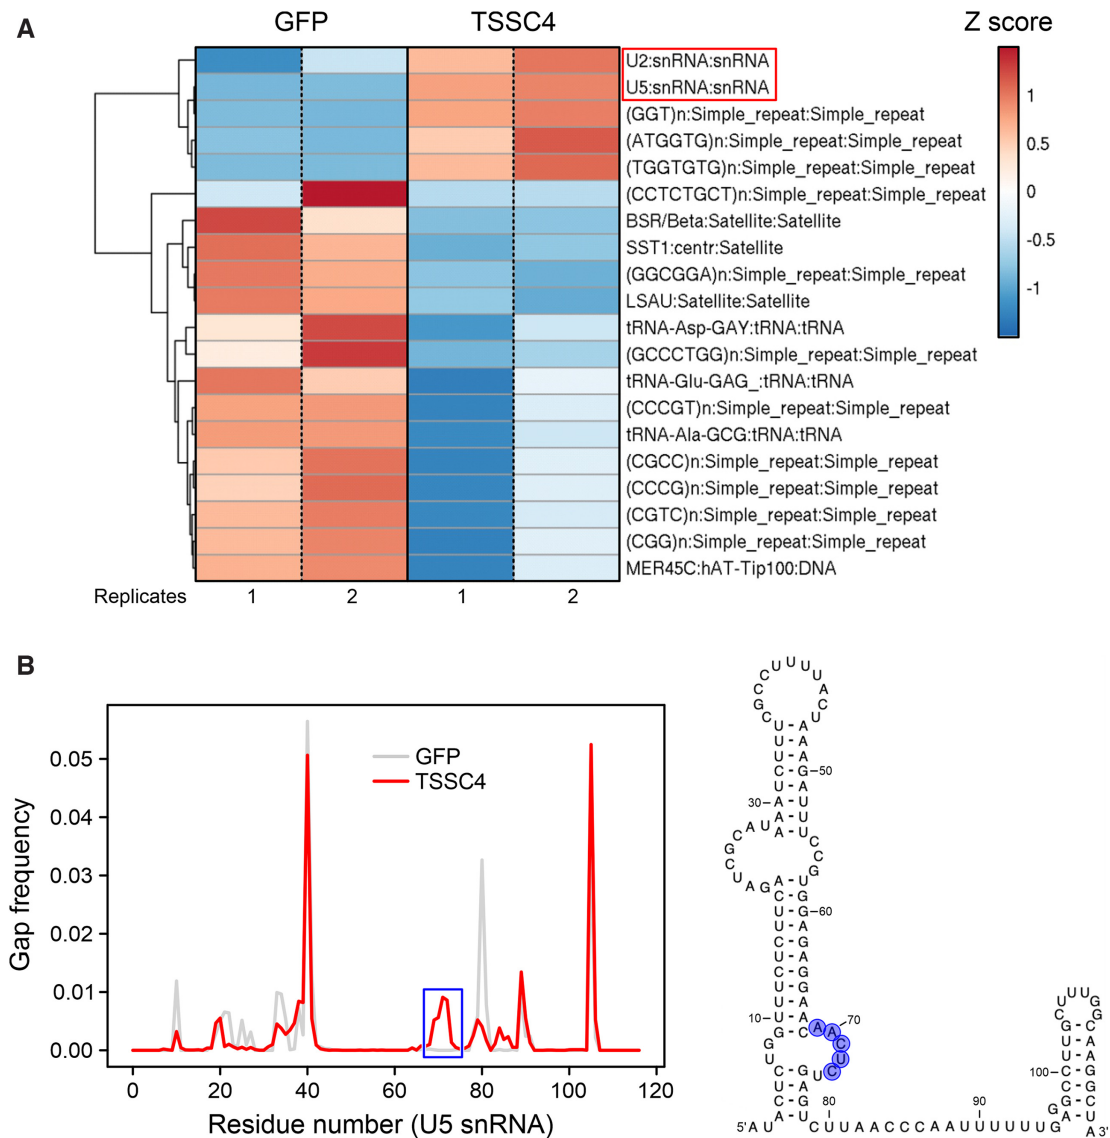 A
GFP TSSC4 Z score
U2:snRNA:snRNA
U5:snRNA:snRNA
(GGT)n:Simple_repeat:Simple_repeat
(ATGGTG)n:Simple_repeat:Simple_repeat
(TGGTGTG)n:Simple_repeat:Simple_repeat
(CCTCTGCT)n:Simple_repeat:Simple_repeat
BSR/Beta:Satellite:Satellite
SST1:centr:Satellite
(GGCGGA)n:Simple_repeat:Simple_repeat
LSAU:Satellite:Satellite
tRNA-Asp-GAY:tRNA:tRNA
(GCCCTGG)n:Simple_repeat:Simple_repeat
tRNA-Glu-GAG_:tRNA:tRNA
(CCCGT)n:Simple_repeat:Simple_repeat
tRNA-Ala-GCG:tRNA:tRNA
(CGCC)n:Simple_repeat:Simple_repeat
(CCCG)n:Simple_repeat:Simple_repeat
(CGTC)n:Simple_repeat:Simple_repeat
(CGG)n:Simple_repeat:Simple_repeat
MER45C:hAT-Tip100:DNA
1
0.5
0
-0.5
-1
Replicates 1 2 1 2
B
GFP
TSSC4
Gap frequency
0.05
0.04
0.03
0.02
0.01
0.00
0 20 40 60 80 100 120
Residue number (U5 snRNA)
50
30
60
10
70
A A C U C
100
80
90
5' A U
C U U A A C C C A A U U U U U U G
A 3'